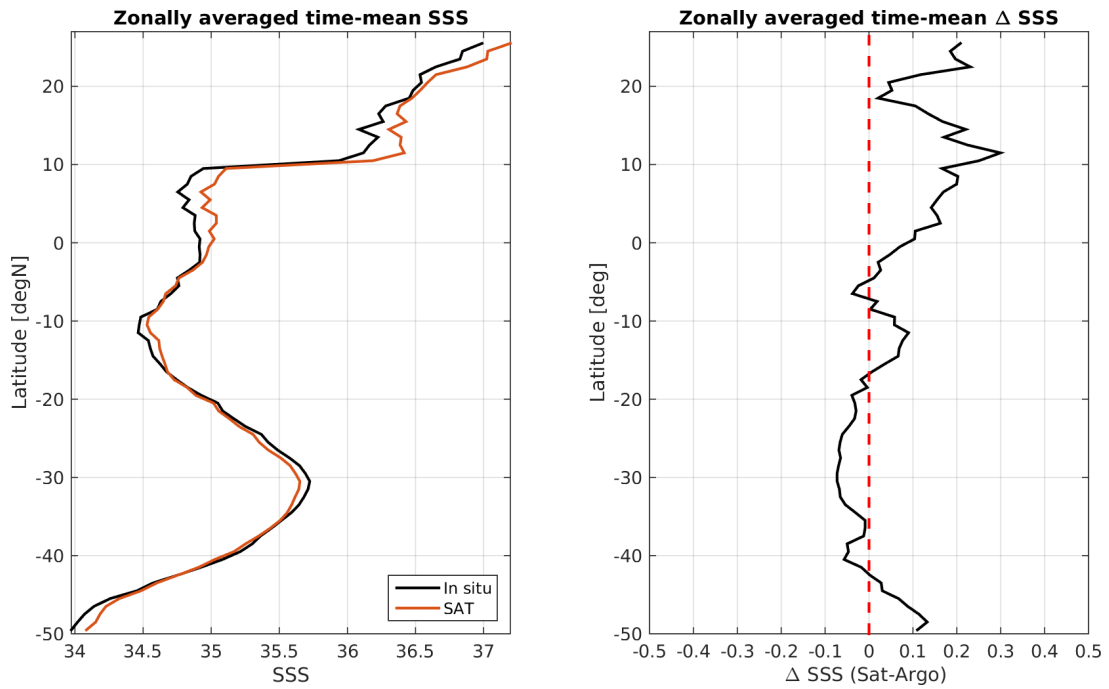 Zonally averaged time-mean SSS
Latitude [degN]
20
10
0
-10
-20
-30
-40
-50
34 34.5 35 35.5 36 36.5 37
SSS
In situ
SAT
Zonally averaged time-mean Δ SSS
Latitude [deg]
20
10
0
-10
-20
-30
-40
-50
-0.5 -0.4 -0.3 -0.2 -0.1 0 0.1 0.2 0.3 0.4 0.5
Δ SSS (Sat-Argo)